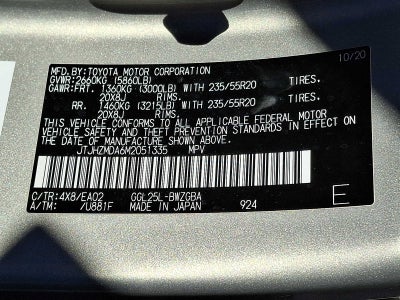 10/20
MFD.BY:TOYOTA MOTOR CORPORATION
GVWR:2660KG (5860LB)
GAWR:FRT. 1360KG (3000LB) WITH 235/55R20 TIRES.
20X8J RIMS.
RR. 1460KG (3215LB) WITH 235/55R20 TIRES.
20X8J RIMS.
THIS VEHICLE CONFORMS TO ALL APPLICABLE FEDERAL MOTOR
VEHICLE SAFETY AND THEFT PREVENTION STANDARDS IN EFFECT ON
THE DATE OF MANUFACTURE SHOWN ABOVE.
JTJHZMDA6M2051335 MPV
C/TR:4X8/EA02 GGL25L-BWZGBA
A/TM: /U881F MADE IN JAPAN 924
E